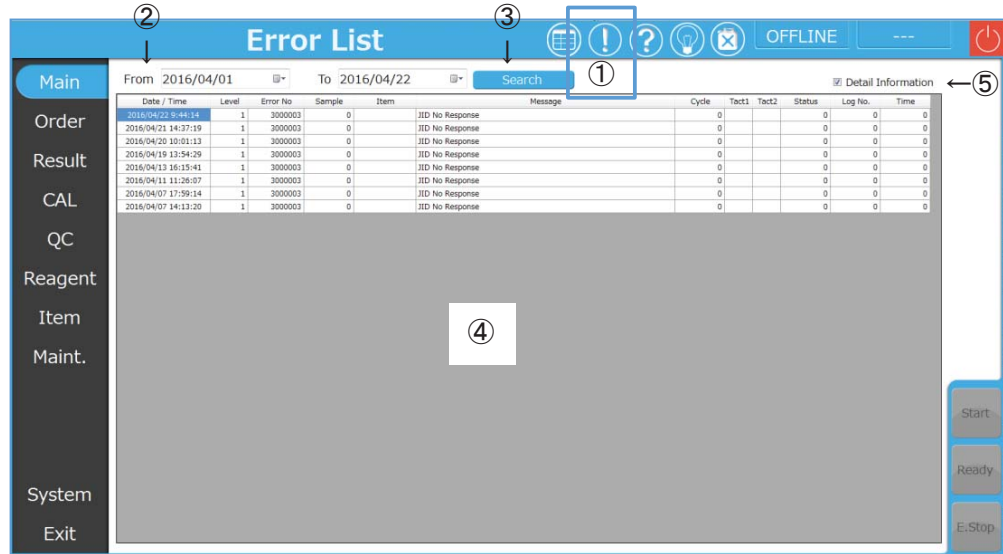 ② ③
Error List ! ? OFFLINE ---
①
Main
Order
Result
CAL
QC
Reagent
Item
Maint.
System
Exit
From 2016/04/01 To 2016/04/22 Search
Detail Information ←⑤
Date / Time Level Error No Sample Item Message Cycle Tact1 Tact2 Status Log No. Time
2016/04/22 9:44:14 1 3000003 0 JID No Response 0 0 0 0
2016/04/21 14:37:19 1 3000003 0 JID No Response 0 0 0 0
2016/04/20 10:01:13 1 3000003 0 JID No Response 0 0 0 0
2016/04/19 13:54:29 1 3000003 0 JID No Response 0 0 0 0
2016/04/13 16:15:41 1 3000003 0 JID No Response 0 0 0 0
2016/04/11 11:26:07 1 3000003 0 JID No Response 0 0 0 0
2016/04/07 17:59:14 1 3000003 0 JID No Response 0 0 0 0
2016/04/07 14:13:20 1 3000003 0 JID No Response 0 0 0 0
④
Start
Ready
E.Stop